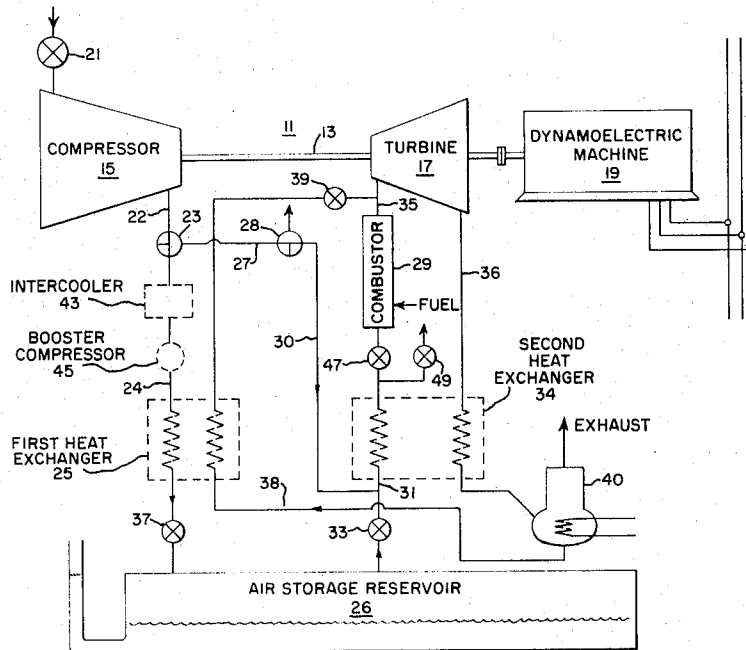 21
COMPRESSOR
15
11
13
TURBINE
17
DYNAMOELECTRIC
MACHINE
19
22
23
39
35
28
27
29
COMBUSTOR
36
INTERCOOLER
43
FUEL
30
BOOSTER
COMPRESSOR
45
47
49
SECOND
HEAT
EXCHANGER
34
24
EXHAUST
FIRST HEAT
EXCHANGER 25
31
40
38
37
33
AIR STORAGE RESERVOIR
26